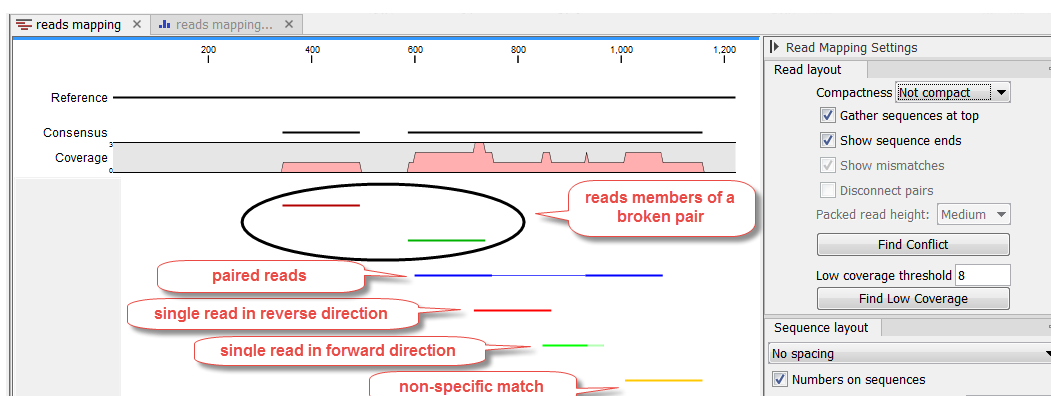 reads mapping
reads mapping...
200 400 600 800 1,000 1,200
Reference
Consensus
3
Coverage
0
reads members of a
broken pair
paired reads
single read in reverse direction
single read in forward direction
non-specific match
Read Mapping Settings
Read layout
Compactness Not compact
Gather sequences at top
Show sequence ends
Show mismatches
Disconnect pairs
Packed read height: Medium
Find Conflict
Low coverage threshold 8
Find Low Coverage
Sequence layout
No spacing
Numbers on sequences